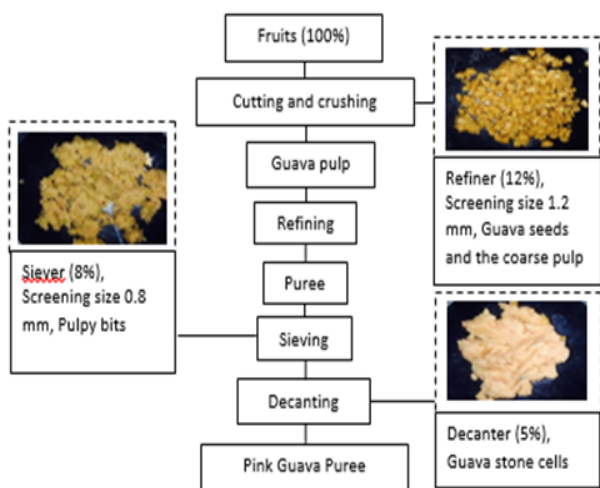 Fruits (100%)
Cutting and crushing
Guava pulp
Refiner (12%),
Screening size 1.2
mm, Guava seeds
and the coarse pulp
Refining
Siever (8%),
Screening size 0.8
mm, Pulpy bits
Puree
Sieving
Decanting
Decanter (5%),
Guava stone cells
Pink Guava Puree